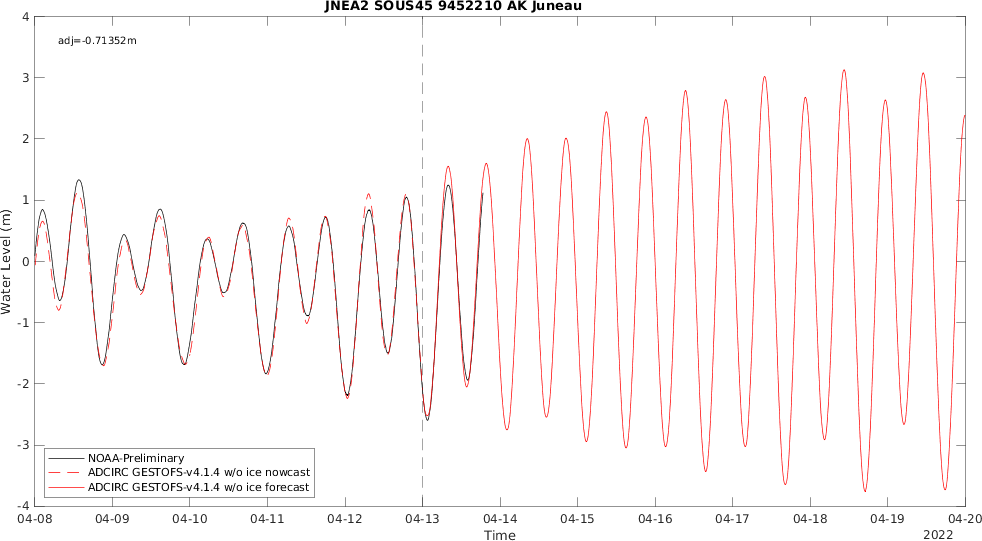 JNEA2 SOUS45 9452210 AK Juneau
adj=-0.71352m
4
3
2
1
0
-1
-2
-3
-4
Water Level (m)
NOAA-Preliminary
ADCIRC GESTOFS-v4.1.4 w/o ice nowcast
ADCIRC GESTOFS-v4.1.4 w/o ice forecast
04-08 04-09 04-10 04-11 04-12 04-13 04-14 04-15 04-16 04-17 04-18 04-19 04-20
Time
2022